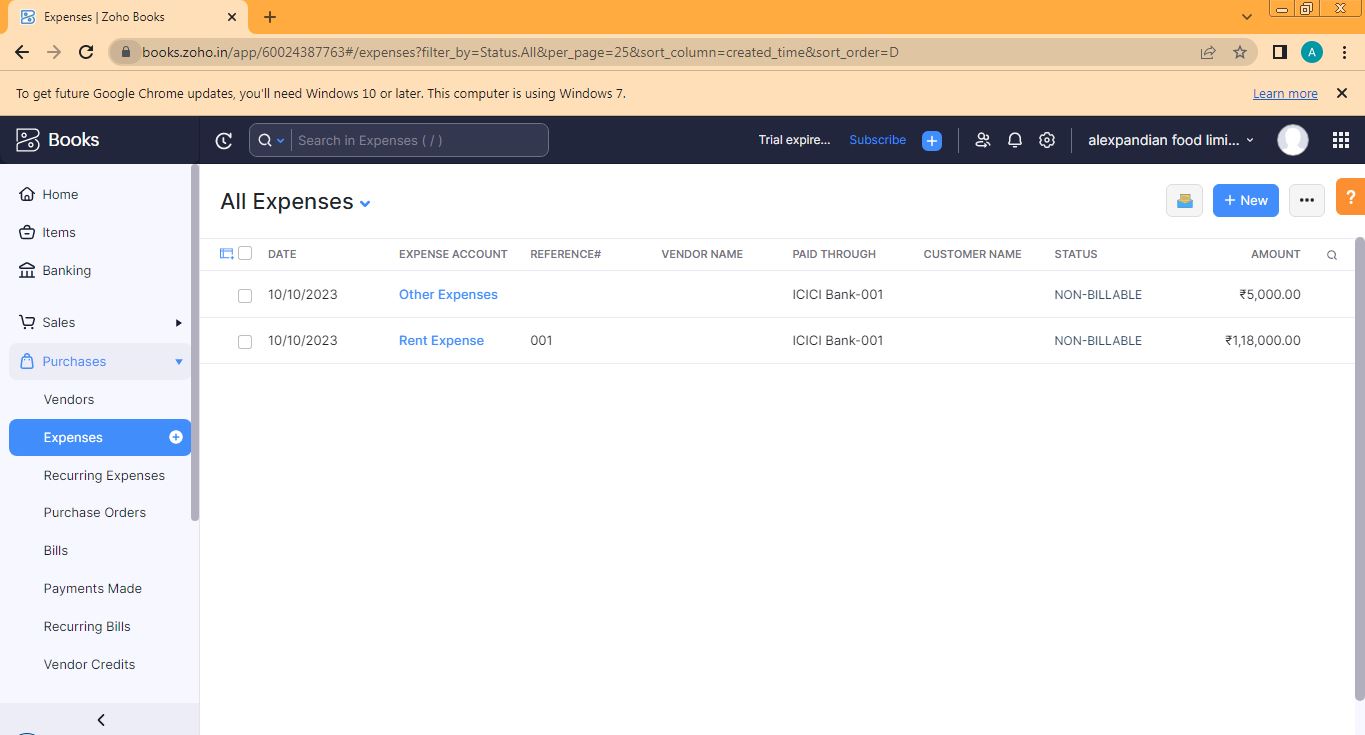 Expenses | Zoho Books
books.zoho.in/app/60024387763#/expenses?filter_by=Status.All&per_page=25&sort_column=created_time&sort_order=D
A
To get future Google Chrome updates, you'll need Windows 10 or later. This computer is using Windows 7.
Learn more
Books
Search in Expenses ( / )
Trial expire...
Subscribe
alexpandian food limi...
Home
Items
Banking
Sales
Purchases
Vendors
Expenses
Recurring Expenses
Purchase Orders
Bills
Payments Made
Recurring Bills
Vendor Credits
All Expenses
+ New
?
DATE EXPENSE ACCOUNT REFERENCE# VENDOR NAME PAID THROUGH CUSTOMER NAME STATUS AMOUNT
10/10/2023 Other Expenses ICICI Bank-001 NON-BILLABLE ₹5,000.00
10/10/2023 Rent Expense 001 ICICI Bank-001 NON-BILLABLE ₹1,18,000.00